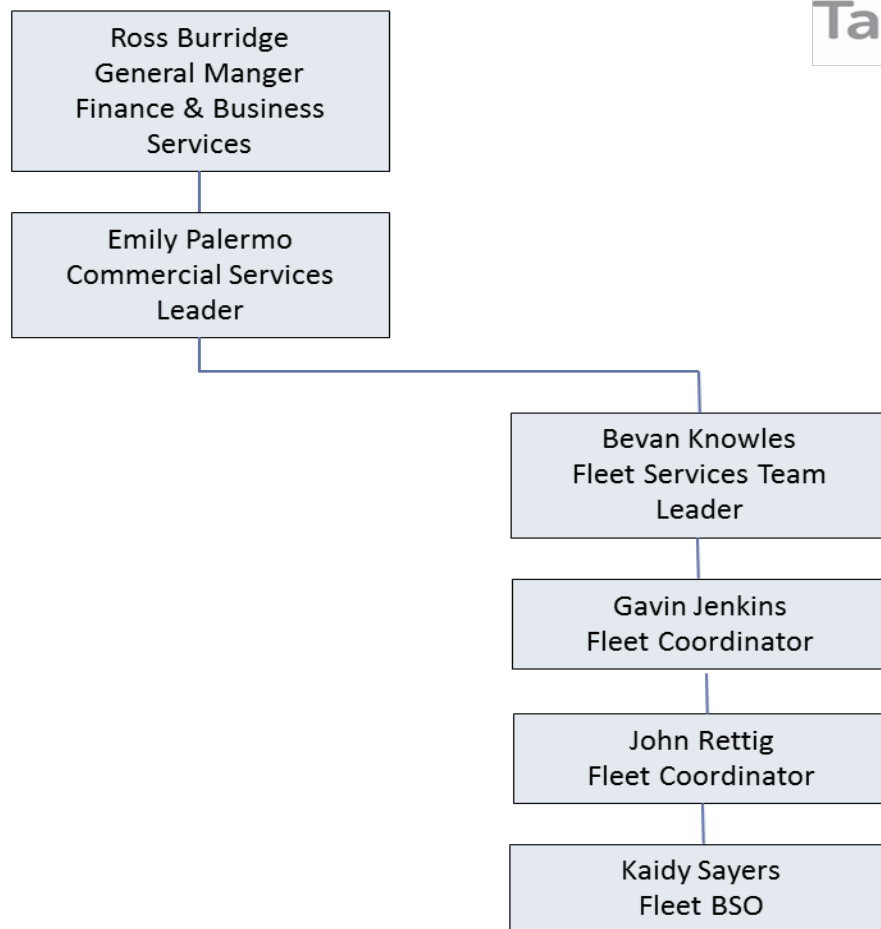 Ta
Ross Burridge
General Manger
Finance & Business
Services
Emily Palermo
Commercial Services
Leader
Bevan Knowles
Fleet Services Team
Leader
Gavin Jenkins
Fleet Coordinator
John Rettig
Fleet Coordinator
Kaidy Sayers
Fleet BSO